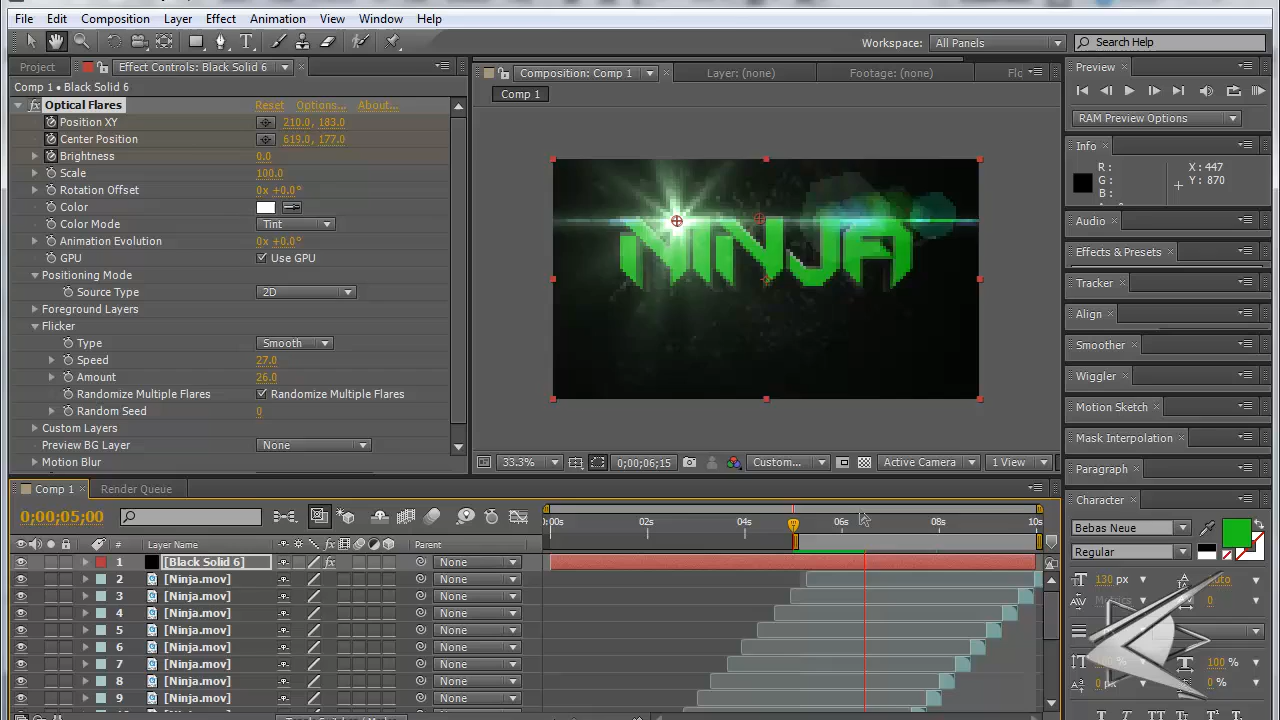 File Edit Composition Layer Effect Animation View Window Help
Workspace: All Panels Search Help
Project Effect Controls: Black Solid 6
Comp 1 • Black Solid 6
fx Optical Flares Reset Options... About...
Position XY 210.0, 183.0
Center Position 619.0, 177.0
Brightness 0.0
Scale 100.0
Rotation Offset 0x +0.0°
Color
Color Mode Tint
Animation Evolution 0x +0.0°
GPU Use GPU
Positioning Mode
Source Type 2D
Foreground Layers
Flicker
Type Smooth
Speed 27.0
Amount 26.0
Randomize Multiple Flares Randomize Multiple Flares
Random Seed 0
Custom Layers
Preview BG Layer None
Motion Blur
Composition: Comp 1 Layer: (none) Footage: (none)
Comp 1
NINJA
33.3% 0;00;06;15 Custom... Active Camera 1 View
Preview
RAM Preview Options
Info
R: X: 447
G: Y: 870
B:
Audio
Effects & Presets
Tracker
Align
Smoother
Wiggler
Motion Sketch
Mask Interpolation
Paragraph
Character
Bebas Neue
Regular
130 px Auto
Metrics 0
100 %
0 px 0 %
Comp 1 Render Queue
0;00;05;00
02s 04s 06s 08s 10s
# Layer Name fx Parent
1 [Black Solid 6] fx None
2 [Ninja.mov] None
3 [Ninja.mov] None
4 [Ninja.mov] None
5 [Ninja.mov] None
6 [Ninja.mov] None
7 [Ninja.mov] None
8 [Ninja.mov] None
9 [Ninja.mov] None